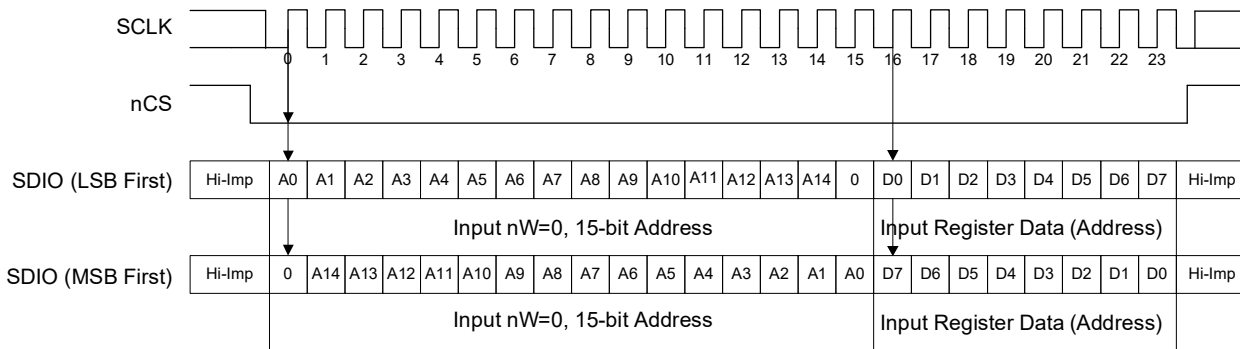 SCLK
0 1 2 3 4 5 6 7 8 9 10 11 12 13 14 15 16 17 18 19 20 21 22 23
nCS
SDIO (LSB First) Hi-Imp A0 A1 A2 A3 A4 A5 A6 A7 A8 A9 A10 A11 A12 A13 A14 0 D0 D1 D2 D3 D4 D5 D6 D7 Hi-Imp
Input nW=0, 15-bit Address Input Register Data (Address)
SDIO (MSB First) Hi-Imp 0 A14 A13 A12 A11 A10 A9 A8 A7 A6 A5 A4 A3 A2 A1 A0 D7 D6 D5 D4 D3 D2 D1 D0 Hi-Imp
Input nW=0, 15-bit Address Input Register Data (Address)